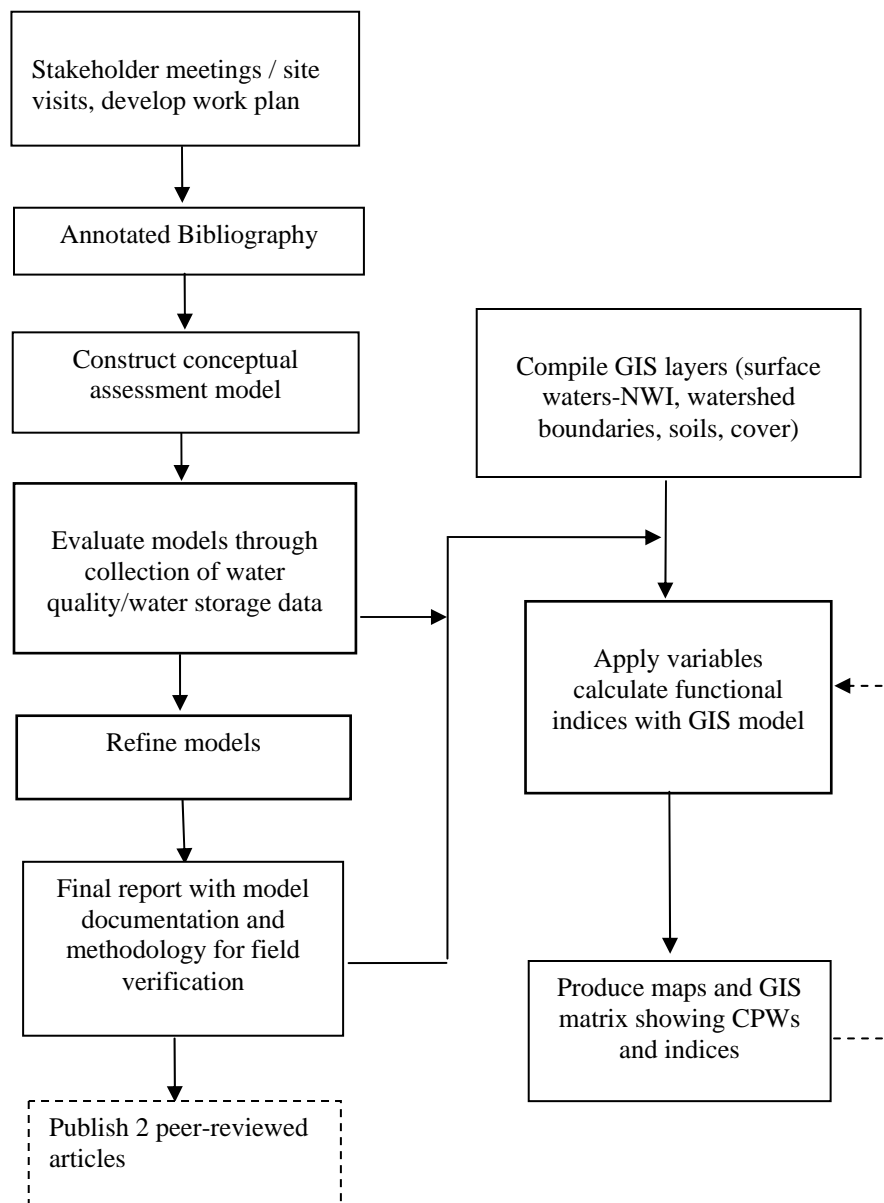 Stakeholder meetings / site
visits, develop work plan
Annotated Bibliography
Construct conceptual
assessment model
Evaluate models through
collection of water
quality/water storage data
Refine models
Final report with model
documentation and
methodology for field
verification
Publish 2 peer-reviewed
articles
Compile GIS layers (surface
waters-NWI, watershed
boundaries, soils, cover)
Apply variables
calculate functional
indices with GIS model
Produce maps and GIS
matrix showing CPWs
and indices